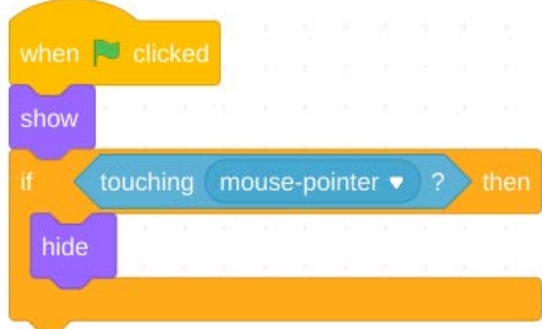 when clicked
show
if touching mouse-pointer ? then
hide